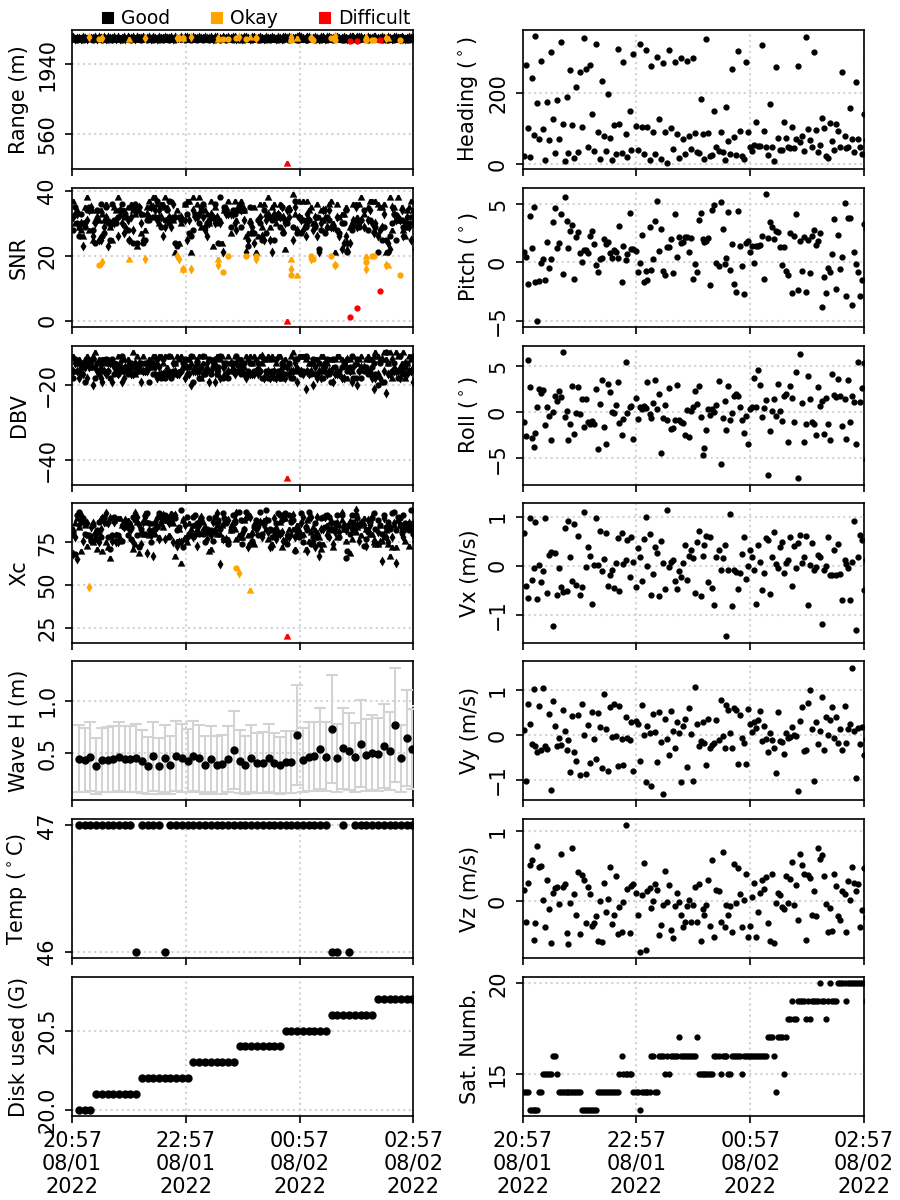 Good Okay Difficult
Range (m)
1940
560
Heading (°)
200
0
SNR
40
20
0
Pitch (°)
5
0
−5
DBV
−20
−40
Roll (°)
5
0
−5
Xc
75
50
25
Vx (m/s)
1
0
−1
Wave H (m)
1.0
0.5
Vy (m/s)
1
0
−1
Temp (°C)
47
46
Vz (m/s)
1
0
Disk used (G)
20.5
20.0
Sat. Numb.
20
15
20:57 22:57 00:57 02:57
08/01 08/01 08/02 08/02
2022 2022 2022 2022
20:57 22:57 00:57 02:57
08/01 08/01 08/02 08/02
2022 2022 2022 2022